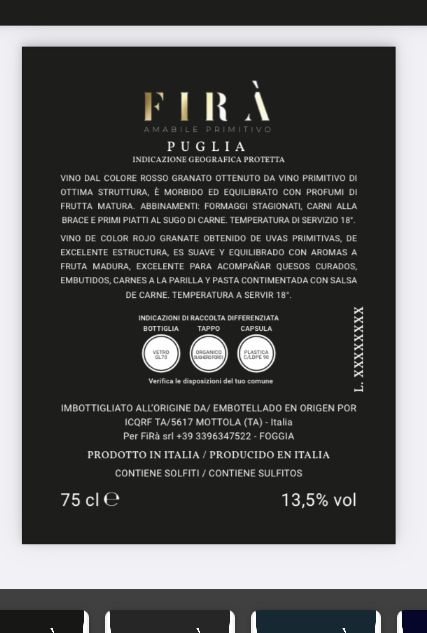 FIRÀ
AMABILE PRIMITIVO
PUGLIA
INDICAZIONE GEOGRAFICA PROTETTA
VINO DAL COLORE ROSSO GRANATO OTTENUTO DA VINO PRIMITIVO DI
OTTIMA STRUTTURA, È MORBIDO ED EQUILIBRATO CON PROFUMI DI
FRUTTA MATURA. ABBINAMENTI: FORMAGGI STAGIONATI, CARNI ALLA
BRACE E PRIMI PIATTI AL SUGO DI CARNE. TEMPERATURA DI SERVIZIO 18°.
VINO DE COLOR ROJO GRANATE OBTENIDO DE UVAS PRIMITIVAS, DE
EXCELENTE ESTRUCTURA, ES SUAVE Y EQUILIBRADO CON AROMAS A
FRUTA MADURA, EXCELENTE PARA ACOMPAÑAR QUESOS CURADOS,
EMBUTIDOS, CARNES A LA PARILLA Y PASTA CONTIMENTADA CON SALSA
DE CARNE. TEMPERATURA A SERVIR 18°.
INDICAZIONI DI RACCOLTA DIFFERENZIATA
BOTTIGLIA TAPPO CAPSULA
VETRO ORGANICO PLASTICA
GL70 C/LDPE 90
Verifica le disposizioni del tuo comune
L. XXXXXXXX
IMBOTTIGLIATO ALL'ORIGINE DA/ EMBOTELLADO EN ORIGEN POR
ICQRF TA/5617 MOTTOLA (TA) - Italia
Per FiRà srl +39 3396347522 - FOGGIA
PRODOTTO IN ITALIA / PRODUCIDO EN ITALIA
CONTIENE SOLFITI / CONTIENE SULFITOS
75 cl ℮ 13,5% vol